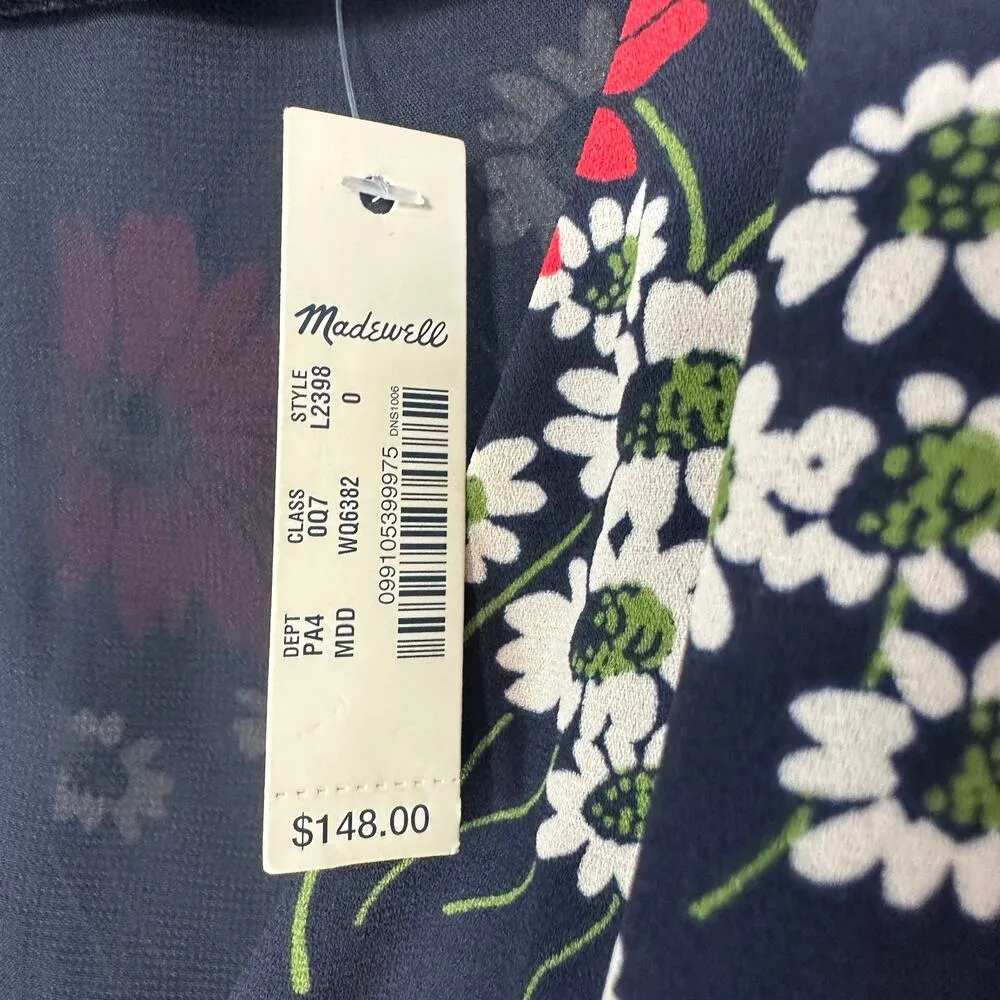 Madewell
DEPT CLASS STYLE
PA4 0Q7 L2398
MDD WQ6382 0
099105399975 DNS1006
$148.00